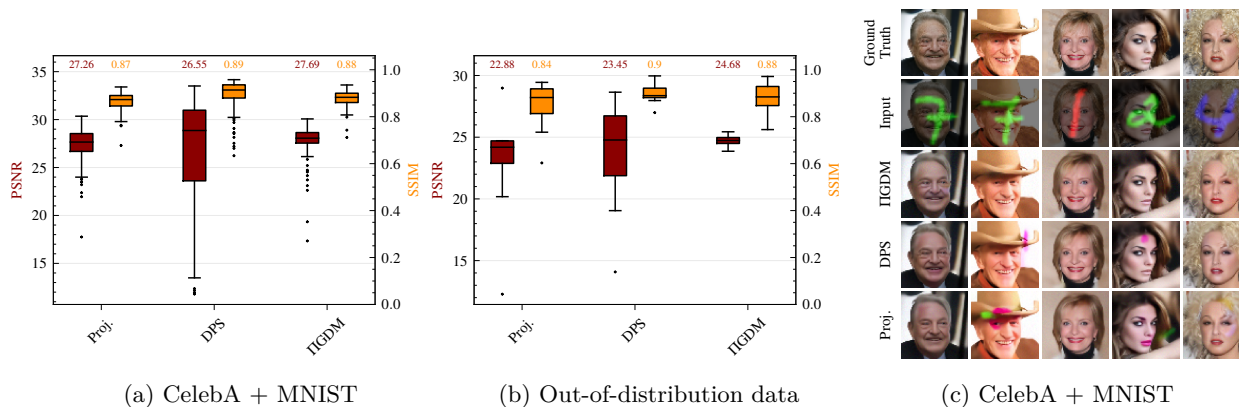 27.26 0.87 26.55 0.89 27.69 0.88
35
30
25
20
15
PSNR
1.0
0.8
0.6
0.4
0.2
0.0
SSIM
Proj. DPS ΠGDM
(a) CelebA + MNIST
22.88 0.84 23.45 0.9 24.68 0.88
30
25
20
15
PSNR
1.0
0.8
0.6
0.4
0.2
0.0
SSIM
Proj. DPS ΠGDM
(b) Out-of-distribution data
Ground
Truth
Input
ΠGDM
DPS
Proj.
(c) CelebA + MNIST